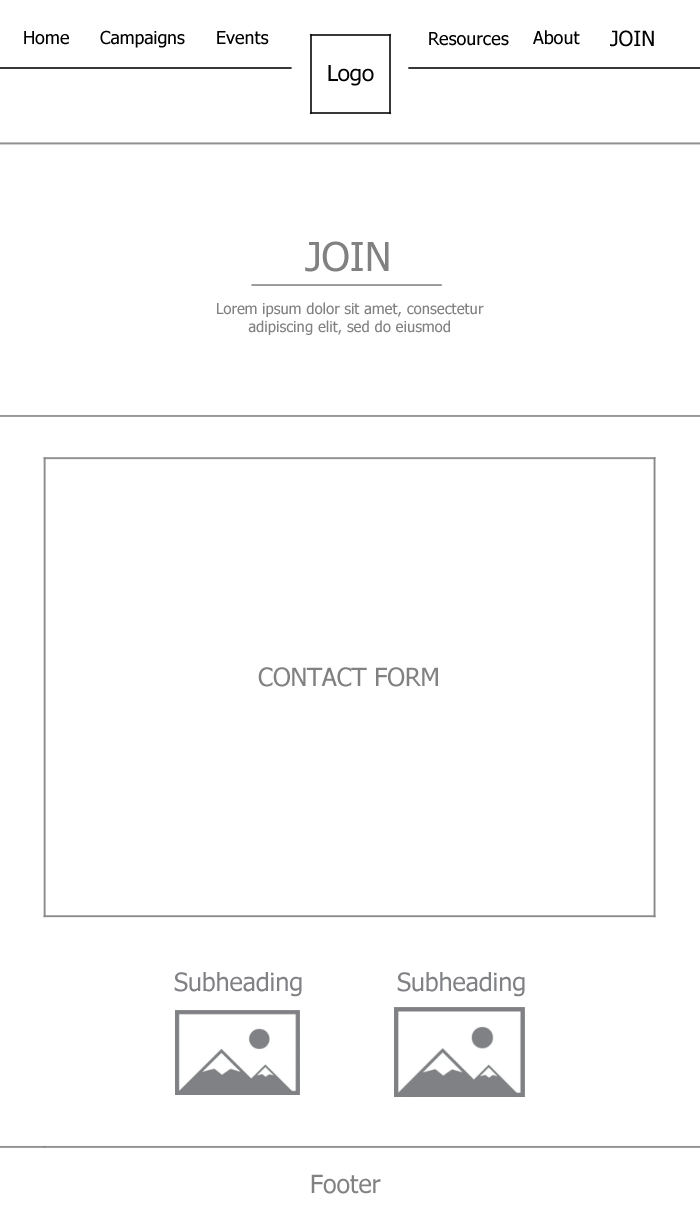 Home Campaigns Events Logo Resources About JOIN
JOIN
Lorem ipsum dolor sit amet, consectetur
adipiscing elit, sed do eiusmod
CONTACT FORM
Subheading Subheading
Footer